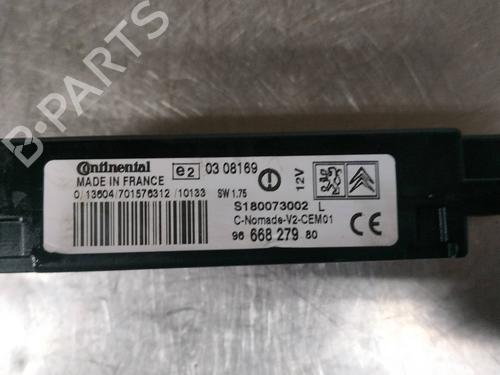 Continental
MADE IN FRANCE
e2
03 08169
12V
0/13604/701576312/10133
SW 1.75
S180073002 L
C-Nomade-V2-CEM01
96 668 279 80
CE
B-PARTS